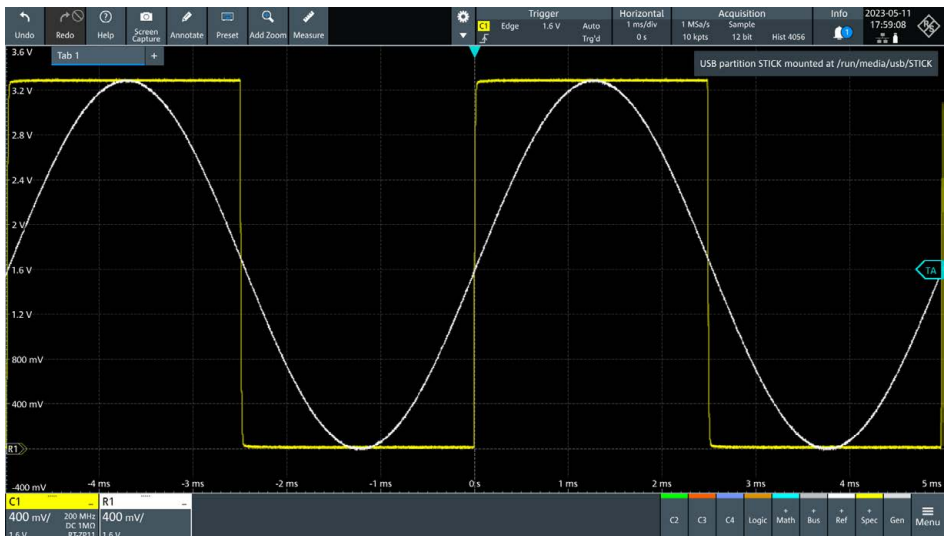 Undo
Redo
Help
Screen Capture
Annotate
Preset
Add Zoom
Measure
Trigger
C1 Edge 1.6 V Auto
Trg'd
Horizontal
1 ms/div
0 s
Acquisition
1 MSa/s Sample
10 kpts 12 bit Hist 4056
Info
1
2023-05-11
17:59:08
R&S
3.6 V
Tab 1 +
USB partition STICK mounted at /run/media/usb/STICK
3.2 V
2.8 V
2.4 V
2 V
1.6 V
TA
1.2 V
800 mV
400 mV
R1
-400 mV
-4 ms -3 ms -2 ms -1 ms 0 s 1 ms 2 ms 3 ms 4 ms 5 ms
C1
400 mV/ 200 MHz
DC 1MΩ
1.6 V RT-ZP11
R1
400 mV/
1.6 V
C2 C3 C4 Logic + Math + Bus + Ref + Spec Gen Menu